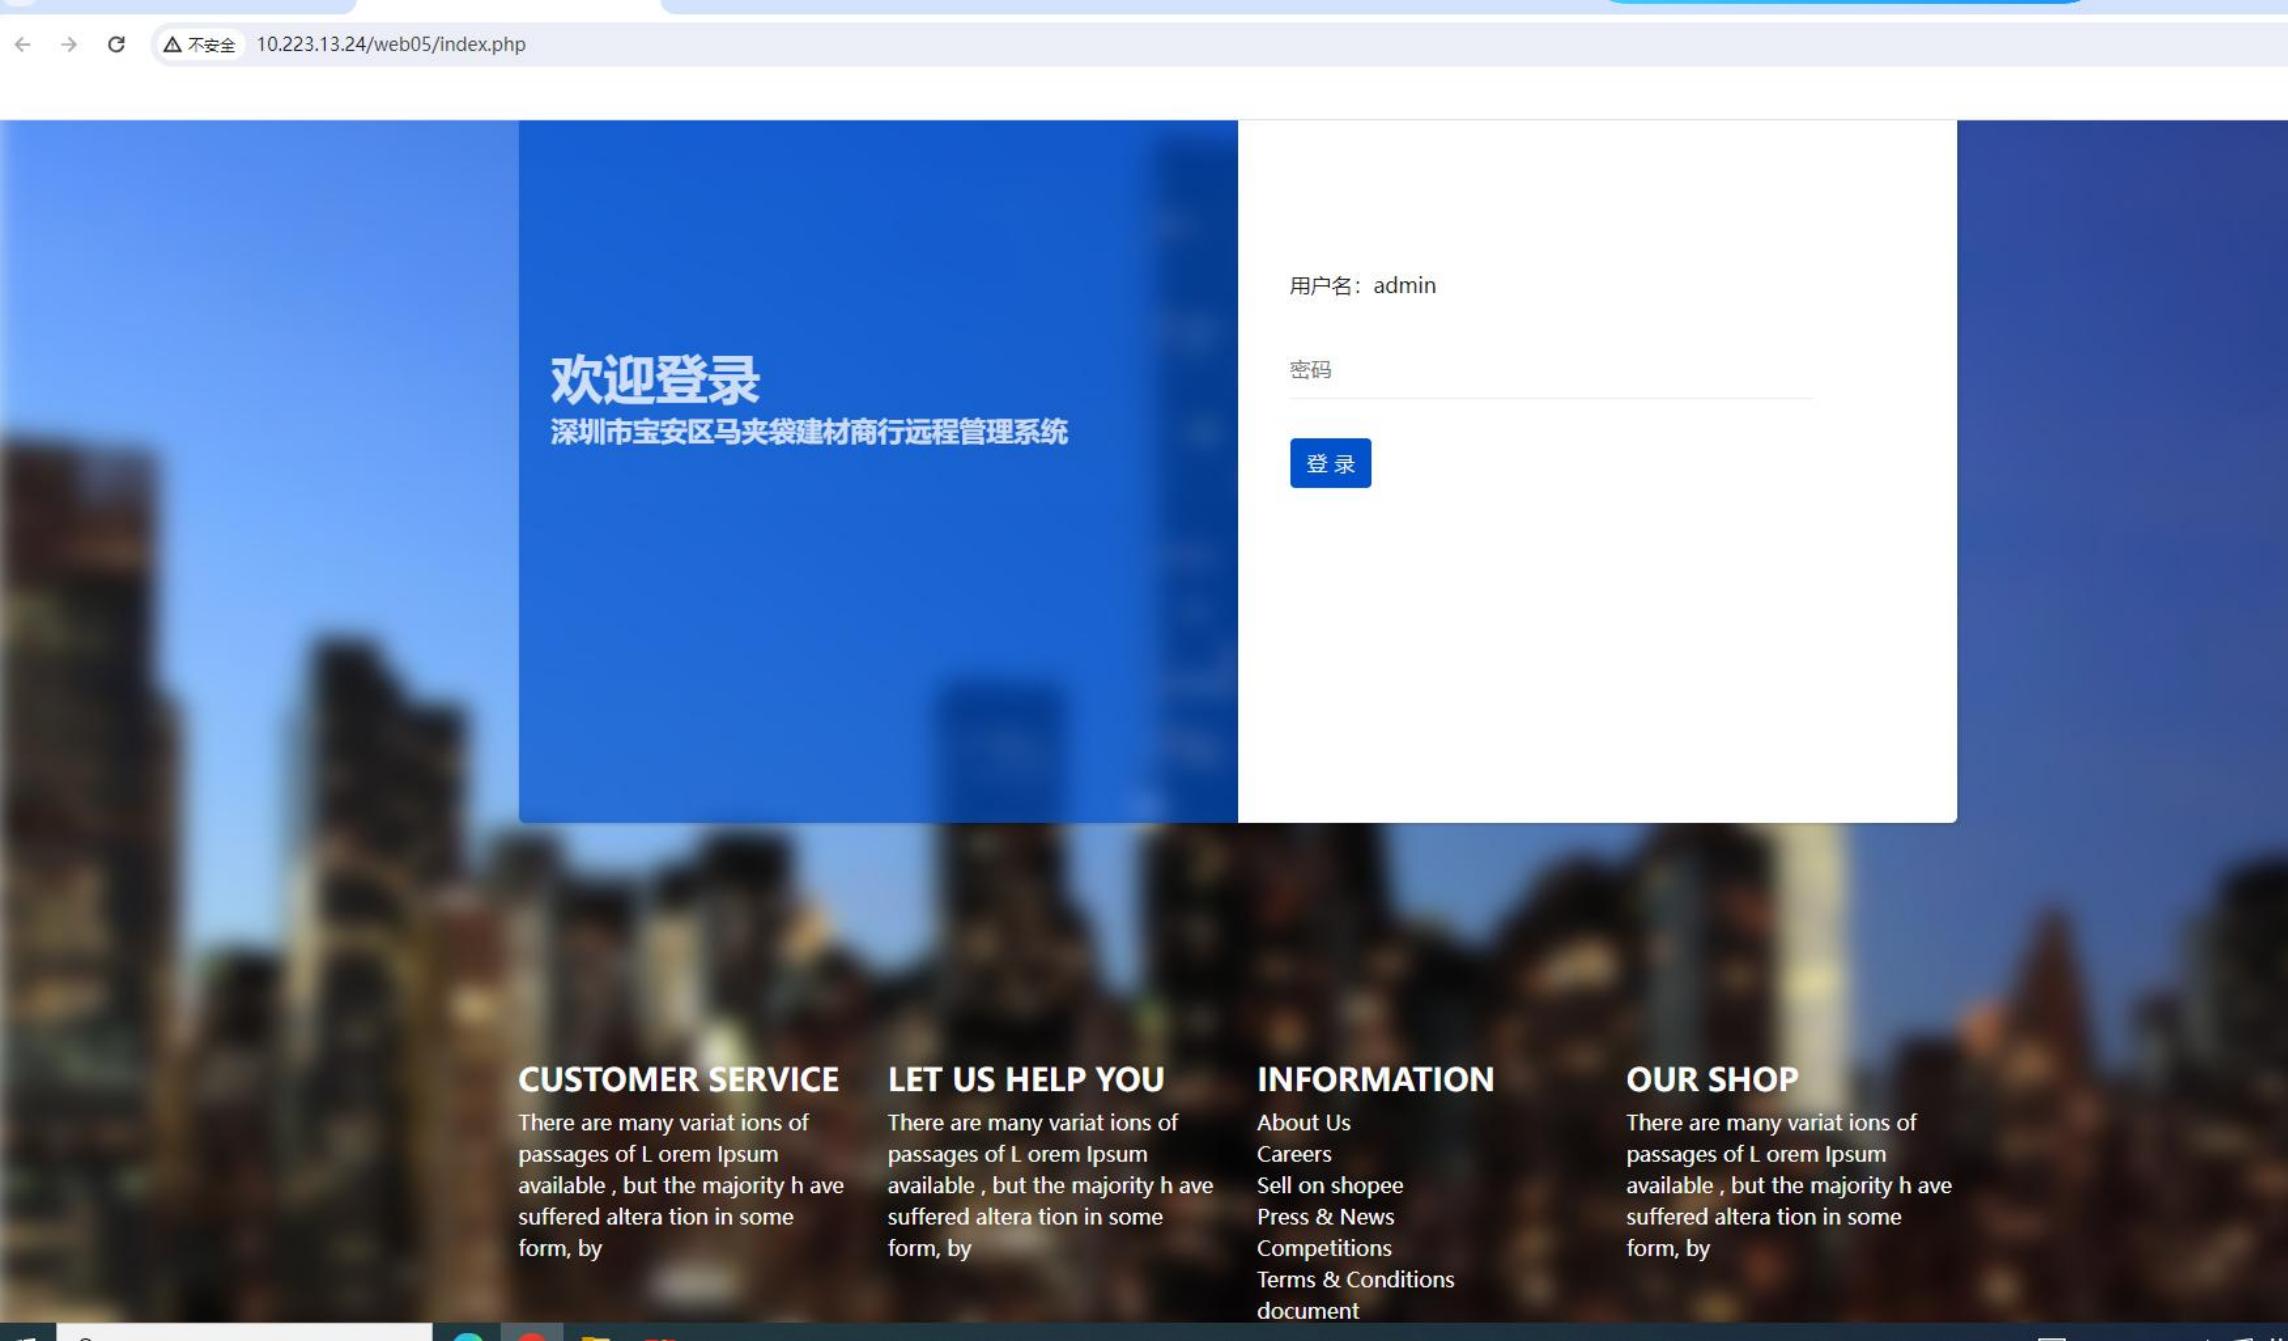 不安全 10.223.13.24/web05/index.php
用户名：admin
密码
登 录
欢迎登录
深圳市宝安区马夹袋建材商行远程管理系统
CUSTOMER SERVICE
There are many variat ions of
passages of L orem Ipsum
available , but the majority h ave
suffered altera tion in some
form, by
LET US HELP YOU
There are many variat ions of
passages of L orem Ipsum
available , but the majority h ave
suffered altera tion in some
form, by
INFORMATION
About Us
Careers
Sell on shopee
Press & News
Competitions
Terms & Conditions
document
OUR SHOP
There are many variat ions of
passages of L orem Ipsum
available , but the majority h ave
suffered altera tion in some
form, by